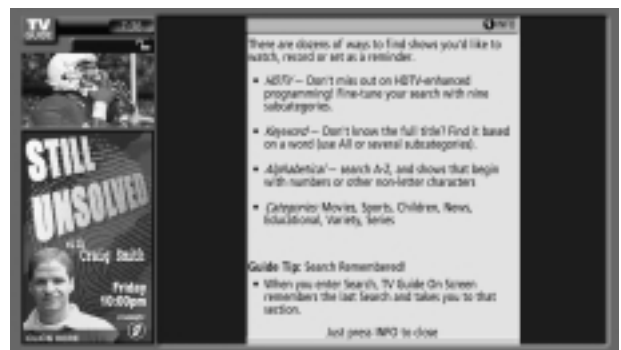 TV
GUIDE
INFO
There are dozens of ways to find shows you'd like to
watch, record or set as a reminder.
• HDTV – Don't miss out on HDTV-enhanced
programming! Fine-tune your search with nine
subcategories.
• Keyword – Don't know the full title? Find it based
on a word (use All or several subcategories).
• Alphabetical – search A-Z, and shows that begin
with numbers or other non-letter characters
• Categories: Movies, Sports, Children, News,
Educational, Variety, Series
Guide Tip: Search Remembered!
• When you enter Search, TV Guide On Screen
remembers the last Search and takes you to that
section.
Just press INFO to close
STILL
UNSOLVED
with
Craig Smith
Friday
10:00pm